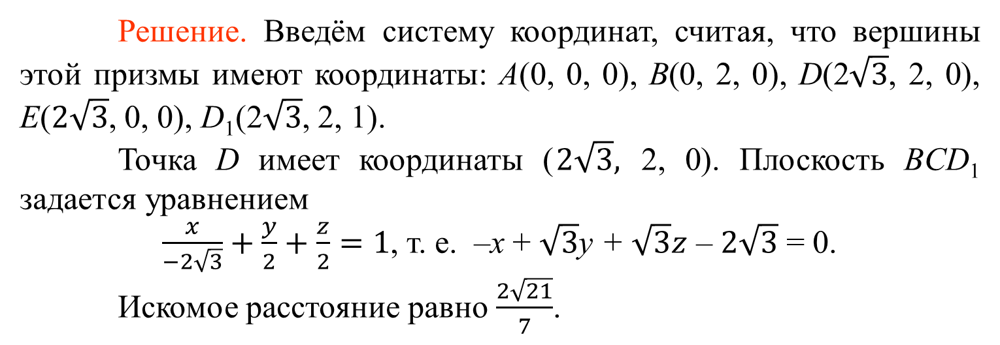 Решение. Введём систему координат, считая, что вершины
этой призмы имеют координаты: A(0, 0, 0), B(0, 2, 0), D(2√3, 2, 0),
E(2√3, 0, 0), D₁(2√3, 2, 1).
Точка D имеет координаты (2√3, 2, 0). Плоскость BCD₁
задается уравнением
x/(−2√3) + y/2 + z/2 = 1, т. е. –x + √3y + √3z – 2√3 = 0.
Искомое расстояние равно 2√21/7.